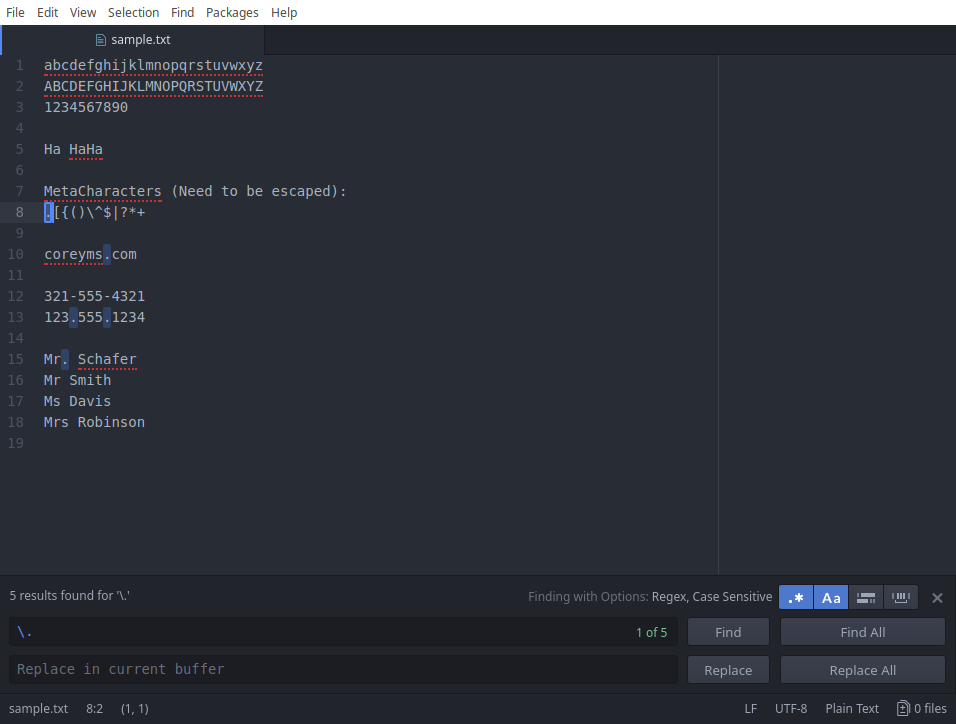 File Edit View Selection Find Packages Help
sample.txt
1 abcdefghijklmnopqrstuvwxyz
2 ABCDEFGHIJKLMNOPQRSTUVWXYZ
3 1234567890
4
5 Ha HaHa
6
7 MetaCharacters (Need to be escaped):
8 .[{()\^$|?*+
9
10 coreyms.com
11
12 321-555-4321
13 123.555.1234
14
15 Mr. Schafer
16 Mr Smith
17 Ms Davis
18 Mrs Robinson
19
5 results found for '\.' Finding with Options: Regex, Case Sensitive .* Aa
\. 1 of 5 Find Find All
Replace in current buffer Replace Replace All
sample.txt 8:2 (1, 1) LF UTF-8 Plain Text 0 files